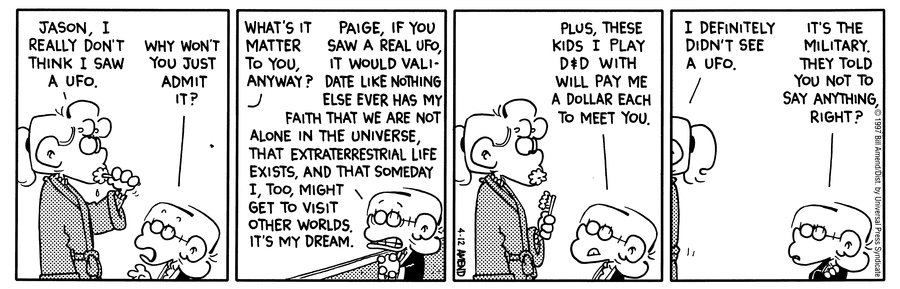 JASON, I
REALLY DON'T
THINK I SAW
A UFO.
WHY WON'T
YOU JUST
ADMIT
IT?
WHAT'S IT
MATTER
TO YOU,
ANYWAY?
PAIGE, IF YOU
SAW A REAL UFO,
IT WOULD VALI-
DATE LIKE NOTHING
ELSE EVER HAS MY
FAITH THAT WE ARE NOT
ALONE IN THE UNIVERSE,
THAT EXTRATERRESTRIAL LIFE
EXISTS, AND THAT SOMEDAY
I, TOO, MIGHT
GET TO VISIT
OTHER WORLDS.
IT'S MY DREAM.
PLUS, THESE
KIDS I PLAY
D&D WITH
WILL PAY ME
A DOLLAR EACH
TO MEET YOU.
4-12 AMEND
I DEFINITELY
DIDN'T SEE
A UFO.
IT'S THE
MILITARY.
THEY TOLD
YOU NOT TO
SAY ANYTHING,
RIGHT?
© 1997 Bill Amend/Dist. by Universal Press Syndicate